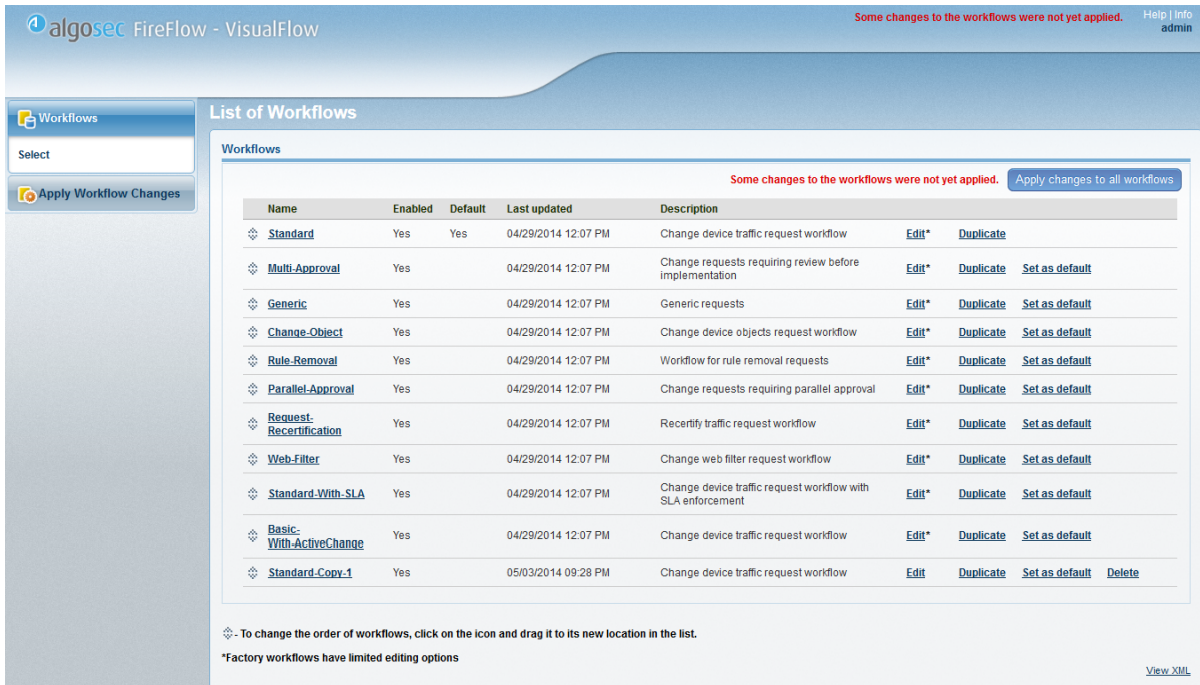 algosec FireFlow - VisualFlow
Some changes to the workflows were not yet applied.
Help | Info
admin
Workflows
Select
Apply Workflow Changes
List of Workflows
Workflows
Some changes to the workflows were not yet applied. Apply changes to all workflows
Name Enabled Default Last updated Description
Standard Yes Yes 04/29/2014 12:07 PM Change device traffic request workflow Edit* Duplicate
Multi-Approval Yes 04/29/2014 12:07 PM Change requests requiring review before
implementation Edit* Duplicate Set as default
Generic Yes 04/29/2014 12:07 PM Generic requests Edit* Duplicate Set as default
Change-Object Yes 04/29/2014 12:07 PM Change device objects request workflow Edit* Duplicate Set as default
Rule-Removal Yes 04/29/2014 12:07 PM Workflow for rule removal requests Edit* Duplicate Set as default
Parallel-Approval Yes 04/29/2014 12:07 PM Change requests requiring parallel approval Edit* Duplicate Set as default
Request-
Recertification Yes 04/29/2014 12:07 PM Recertify traffic request workflow Edit* Duplicate Set as default
Web-Filter Yes 04/29/2014 12:07 PM Change web filter request workflow Edit* Duplicate Set as default
Standard-With-SLA Yes 04/29/2014 12:07 PM Change device traffic request workflow with
SLA enforcement Edit* Duplicate Set as default
Basic-
With-ActiveChange Yes 04/29/2014 12:07 PM Change device traffic request workflow Edit* Duplicate Set as default
Standard-Copy-1 Yes 05/03/2014 09:28 PM Change device traffic request workflow Edit Duplicate Set as default Delete
- To change the order of workflows, click on the icon and drag it to its new location in the list.
*Factory workflows have limited editing options
View XML